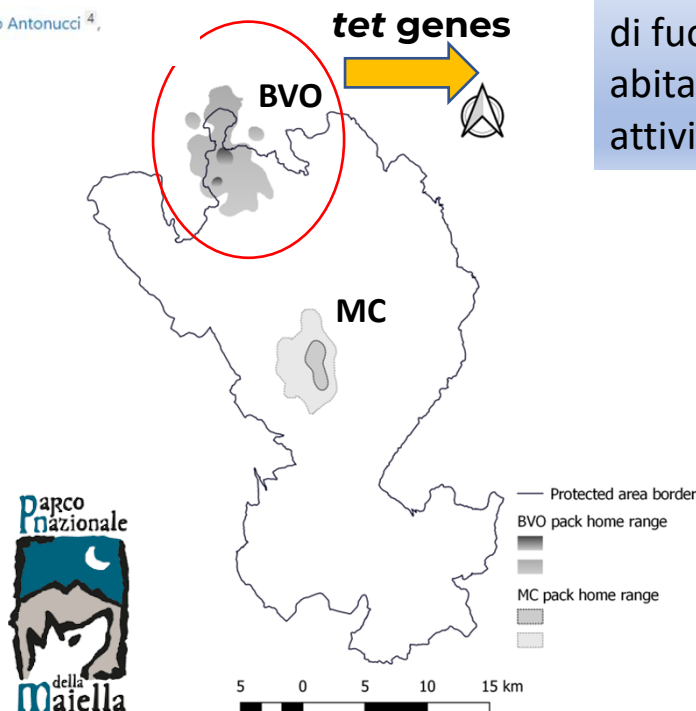 o Antonucci 4,
tet genes
di fuo
abita
attivi
BVO
MC
Protected area border
BVO pack home range
MC pack home range
Parco
Nazionale
della
Majella
5 0 5 10 15 km